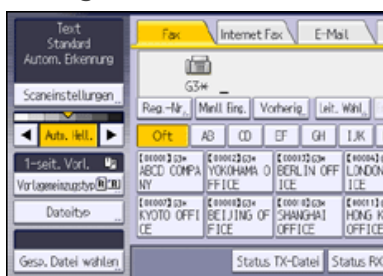 Text
Standard
Autom. Erkennung
Scaneinstellungen
Auto. Hell.
1-seit. Vorl.
Vorlageneinzugstyp
Dateityp
Gesp. Datei wählen
Fax
Internet Fax
E-Mail
G3* _
Reg.-Nr.
Manll Eing.
Vorherig
Leit. Wähl.
Oft
AB
CD
EF
GH
IJK
[00001] G3*
ABCD COMPA
NY
[00002] G3*
YOKOHAMA O
FFICE
[00003] G3*
BERLIN OFF
ICE
[00004]
LONDON
ICE
[00007] G3*
KYOTO OFFI
CE
[00008] G3*
BEIJING OF
FICE
[00009] G3*
SHANGHAI
OFFICE
HONG K
OFFICE
Status TX-Datei
Status RX